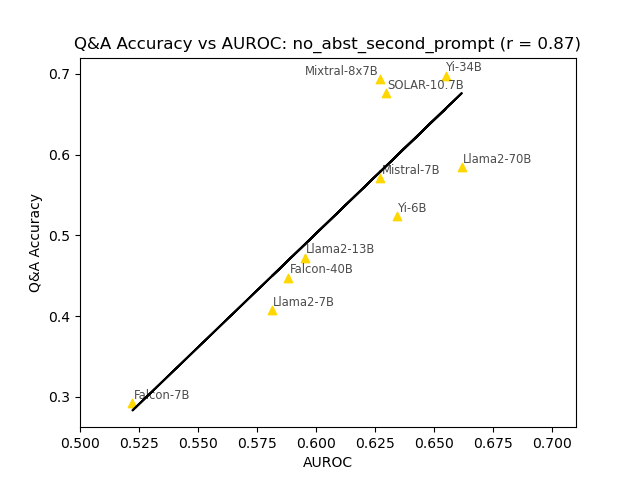 Q&A Accuracy vs AUROC: no_abst_second_prompt (r = 0.87)
Q&A Accuracy
0.7
0.6
0.5
0.4
0.3
Mixtral-8x7B
Yi-34B
SOLAR-10.7B
Llama2-70B
Mistral-7B
Yi-6B
Llama2-13B
Falcon-40B
Llama2-7B
Falcon-7B
0.500 0.525 0.550 0.575 0.600 0.625 0.650 0.675 0.700
AUROC